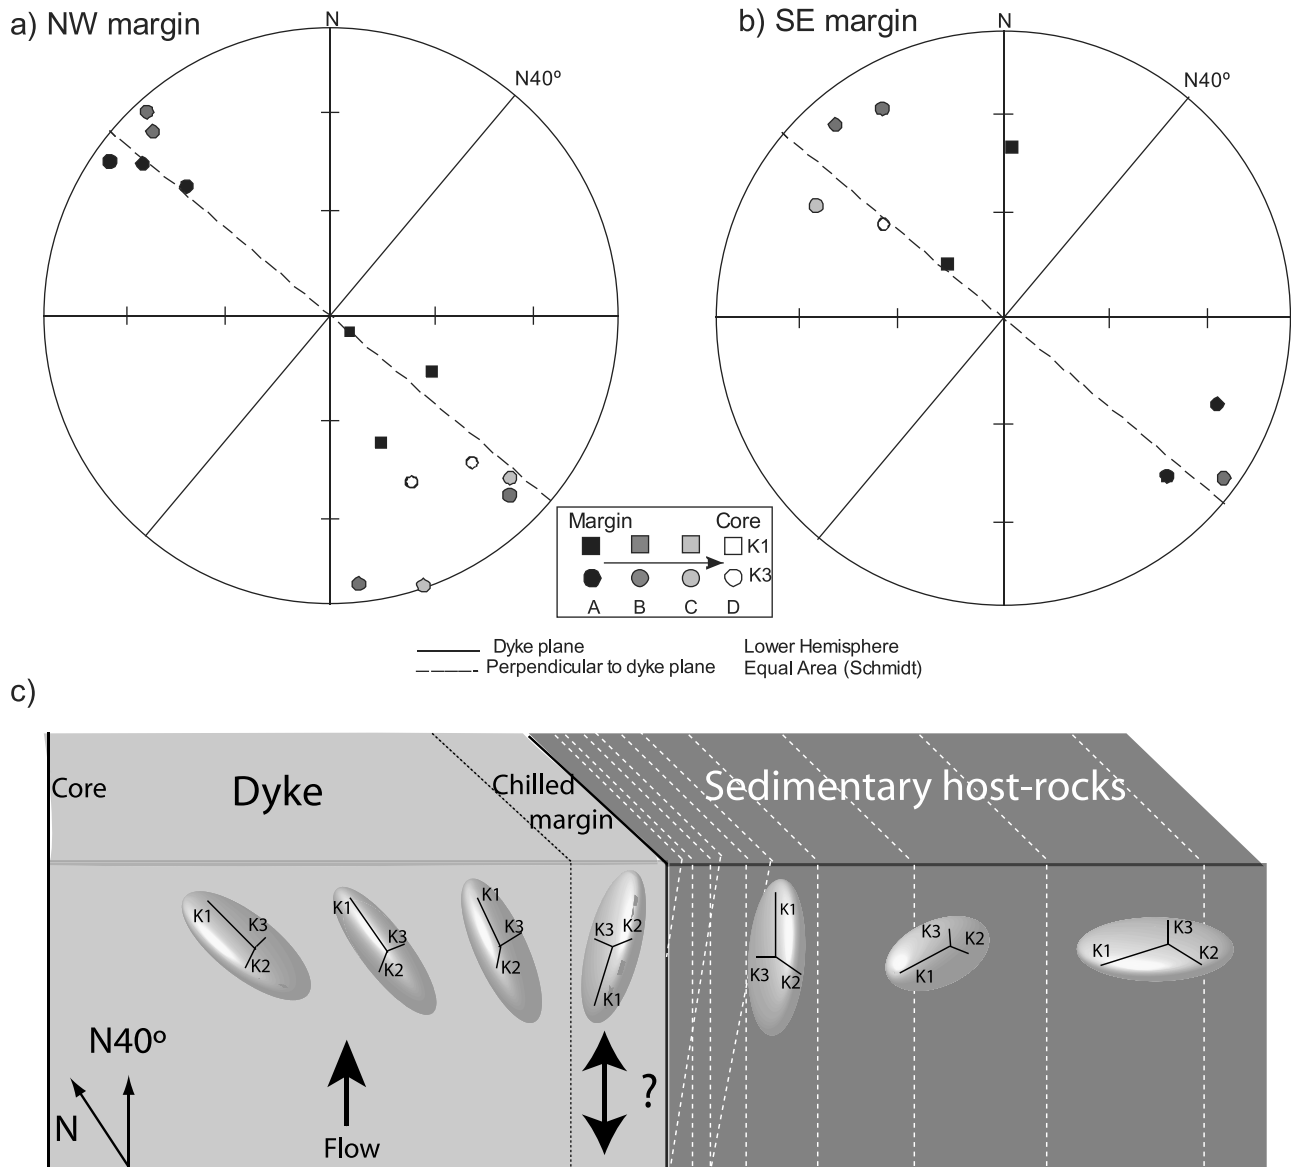 a) NW margin
N
N40º
b) SE margin
N
N40º
Margin Core
K1
K3
A B C D
Dyke plane
Perpendicular to dyke plane
Lower Hemisphere
Equal Area (Schmidt)
c)
Core
Dyke
Chilled
margin
Sedimentary host-rocks
K1 K3 K2
K1 K3 K2
K1 K3 K2
K3 K2 K1
K1 K3 K2
K3 K2 K1
K3 K1 K2
N40º
N
Flow
?